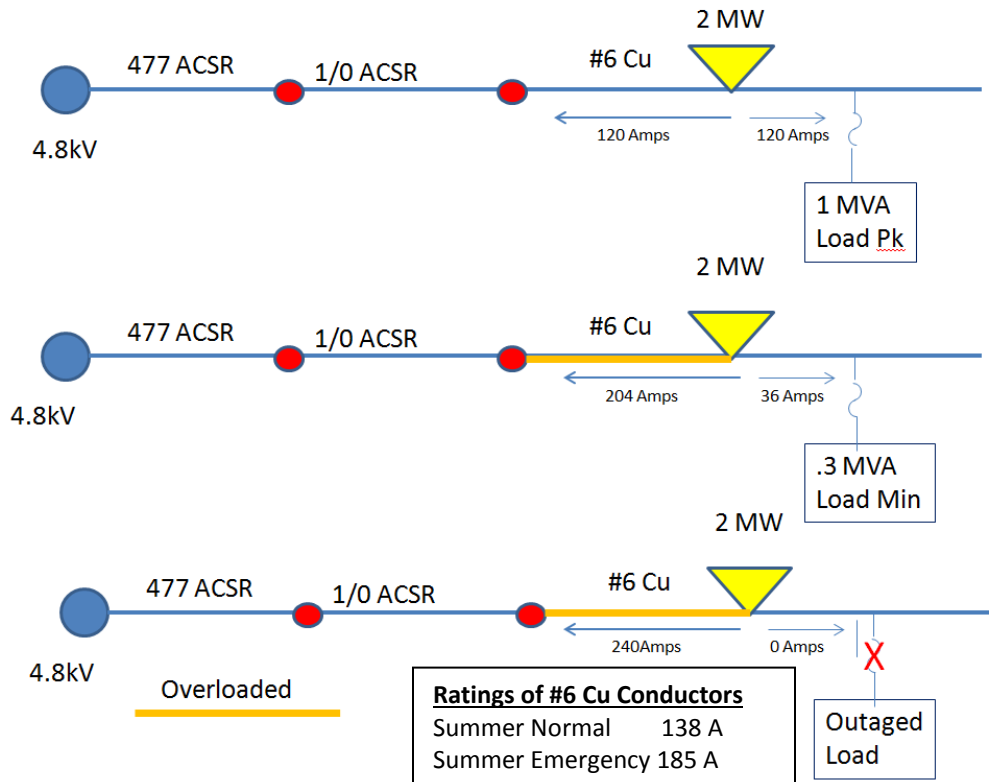 2 MW
477 ACSR
1/0 ACSR
#6 Cu
120 Amps
120 Amps
4.8kV
1 MVA
Load Pk
2 MW
477 ACSR
1/0 ACSR
#6 Cu
204 Amps
36 Amps
4.8kV
.3 MVA
Load Min
2 MW
477 ACSR
1/0 ACSR
#6 Cu
240Amps
0 Amps
X
4.8kV
Overloaded
Ratings of #6 Cu Conductors
Summer Normal 138 A
Summer Emergency 185 A
Outaged
Load